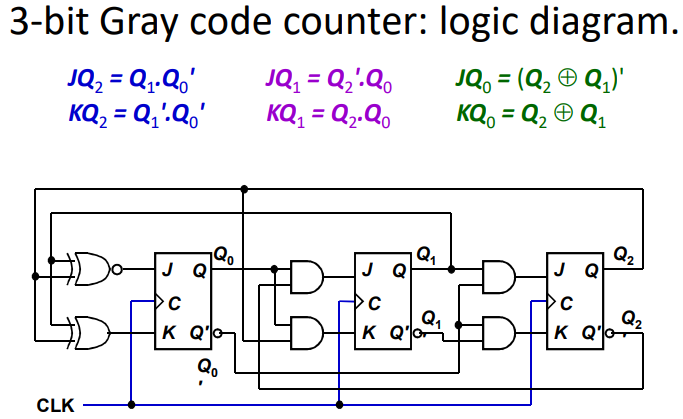 3-bit Gray code counter: logic diagram.
JQ₂ = Q₁.Q₀' JQ₁ = Q₂'.Q₀ JQ₀ = (Q₂ ⊕ Q₁)'
KQ₂ = Q₁'.Q₀' KQ₁ = Q₂.Q₀ KQ₀ = Q₂ ⊕ Q₁
Q₀ Q₁ Q₂
J Q J Q J Q
C C C
Q₁ Q₂
K Q' K Q' ' K Q' '
Q₀
'
CLK